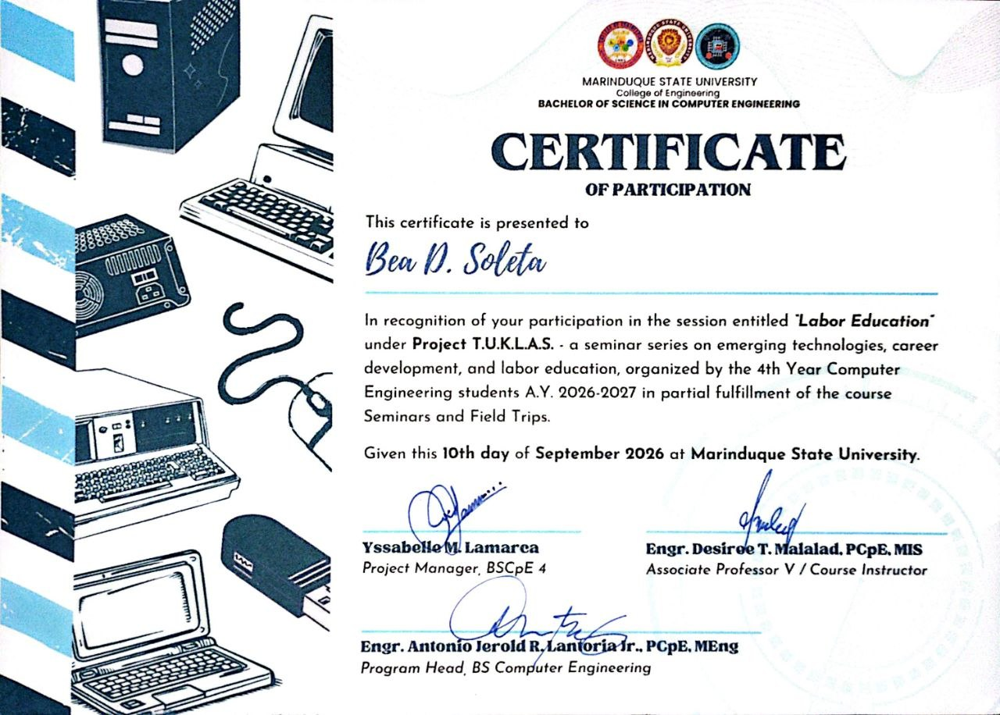 MARINDUQUE STATE UNIVERSITY
College of Engineering
BACHELOR OF SCIENCE IN COMPUTER ENGINEERING
CERTIFICATE
OF PARTICIPATION
This certificate is presented to
Bea D. Soleta
In recognition of your participation in the session entitled "Labor Education"
under Project T.U.K.L.A.S. - a seminar series on emerging technologies, career
development, and labor education, organized by the 4th Year Computer
Engineering students A.Y. 2026-2027 in partial fulfillment of the course
Seminars and Field Trips.
Given this 10th day of September 2026 at Marinduque State University.
Yssabelle M. Lamarca
Project Manager, BSCpE 4
Engr. Desiree T. Malalad, PCpE, MIS
Associate Professor V / Course Instructor
Engr. Antonio Jerold R. Lantoria Jr., PCpE, MEng
Program Head, BS Computer Engineering